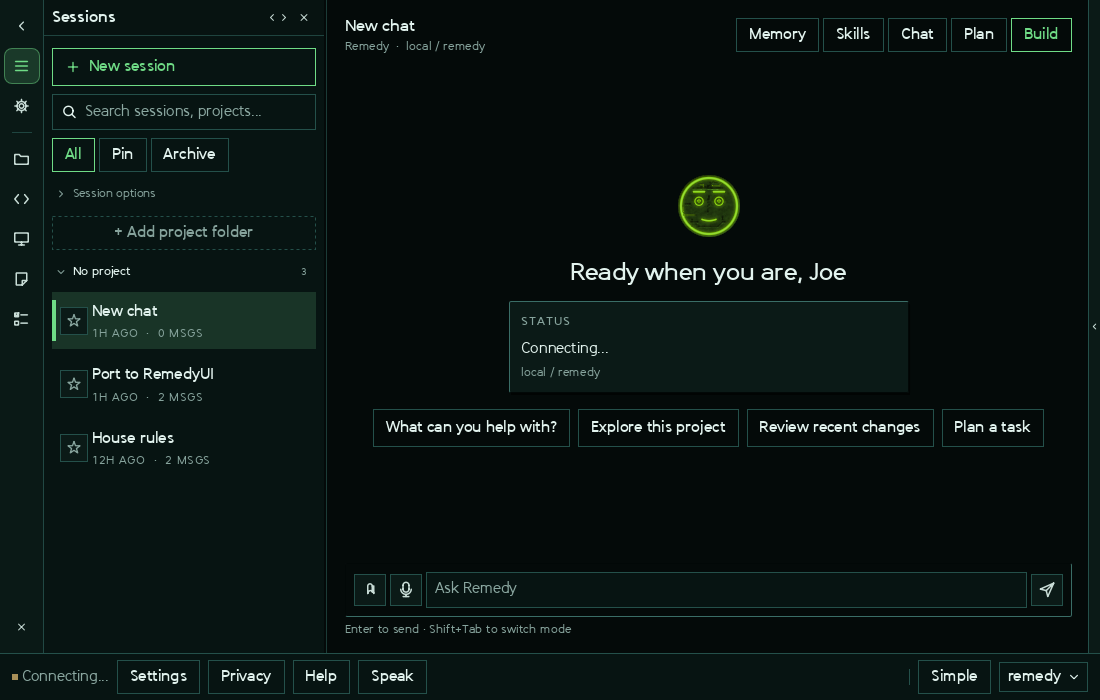 Sessions
New session
Search sessions, projects...
All
Pin
Archive
Session options
+ Add project folder
No project
3
New chat
1H AGO · 0 MSGS
Port to RemedyUI
1H AGO · 2 MSGS
House rules
12H AGO · 2 MSGS
New chat
Remedy · local / remedy
Memory
Skills
Chat
Plan
Build
Ready when you are, Joe
STATUS
Connecting...
local / remedy
What can you help with?
Explore this project
Review recent changes
Plan a task
Ask Remedy
Enter to send · Shift+Tab to switch mode
Connecting...
Settings
Privacy
Help
Speak
Simple
remedy